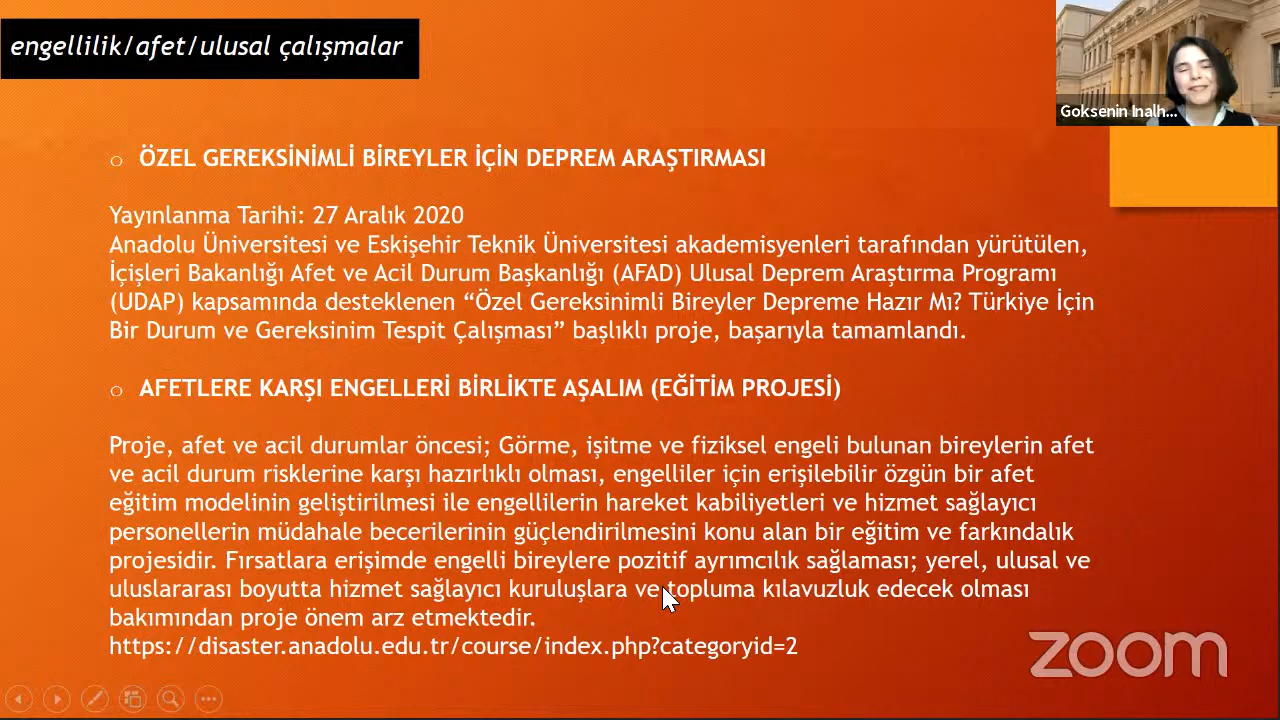 engellilik/afet/ulusal çalışmalar
Goksenin Inalh...
ÖZEL GEREKSİNİMLİ BİREYLER İÇİN DEPREM ARAŞTIRMASI
Yayınlanma Tarihi: 27 Aralık 2020
Anadolu Üniversitesi ve Eskişehir Teknik Üniversitesi akademisyenleri tarafından yürütülen,
İçişleri Bakanlığı Afet ve Acil Durum Başkanlığı (AFAD) Ulusal Deprem Araştırma Programı
(UDAP) kapsamında desteklenen “Özel Gereksinimli Bireyler Depreme Hazır Mı? Türkiye İçin
Bir Durum ve Gereksinim Tespit Çalışması” başlıklı proje, başarıyla tamamlandı.
AFETLERE KARŞI ENGELLERİ BİRLİKTE AŞALIM (EĞİTİM PROJESİ)
Proje, afet ve acil durumlar öncesi; Görme, işitme ve fiziksel engeli bulunan bireylerin afet
ve acil durum risklerine karşı hazırlıklı olması, engelliler için erişilebilir özgün bir afet
eğitim modelinin geliştirilmesi ile engellilerin hareket kabiliyetleri ve hizmet sağlayıcı
personellerin müdahale becerilerinin güçlendirilmesini konu alan bir eğitim ve farkındalık
projesidir. Fırsatlara erişimde engelli bireylere pozitif ayrımcılık sağlaması; yerel, ulusal ve
uluslararası boyutta hizmet sağlayıcı kuruluşlara ve topluma kılavuzluk edecek olması
bakımından proje önem arz etmektedir.
https://disaster.anadolu.edu.tr/course/index.php?categoryid=2
zoom